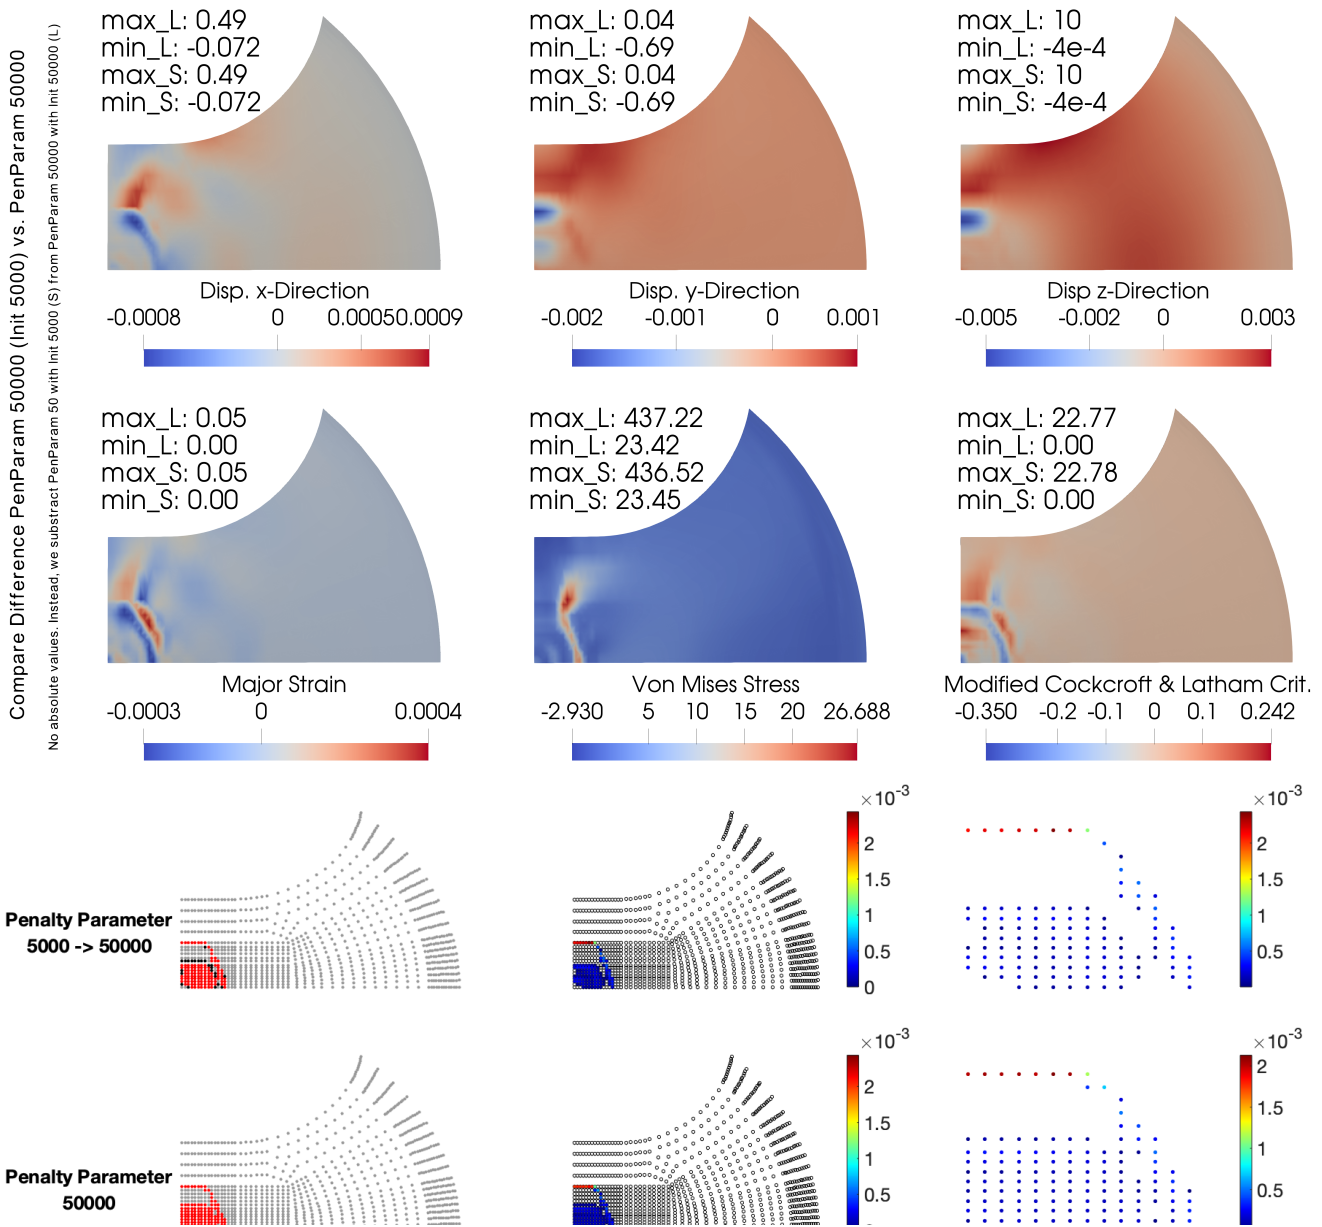 Compare Difference PenParam 50000 (Init 5000) vs. PenParam 50000
No absolute values. Instead, we substract PenParam 50 with Init 5000 (S) from PenParam 50000 with Init 50000 (L)
max_L: 0.49
min_L: -0.072
max_S: 0.49
min_S: -0.072
Disp. x-Direction
-0.0008 0 0.00050.0009
max_L: 0.04
min_L: -0.69
max_S: 0.04
min_S: -0.69
Disp. y-Direction
-0.002 -0.001 0 0.001
max_L: 10
min_L: -4e-4
max_S: 10
min_S: -4e-4
Disp z-Direction
-0.005 -0.002 0 0.003
max_L: 0.05
min_L: 0.00
max_S: 0.05
min_S: 0.00
Major Strain
-0.0003 0 0.0004
max_L: 437.22
min_L: 23.42
max_S: 436.52
min_S: 23.45
Von Mises Stress
-2.930 5 10 15 20 26.688
max_L: 22.77
min_L: 0.00
max_S: 22.78
min_S: 0.00
Modified Cockcroft & Latham Crit.
-0.350 -0.2 -0.1 0 0.1 0.242
Penalty Parameter
5000 -> 50000
×10-3
2
1.5
1
0.5
0
×10-3
2
1.5
1
0.5
Penalty Parameter
50000
×10-3
2
1.5
1
0.5
×10-3
2
1.5
1
0.5